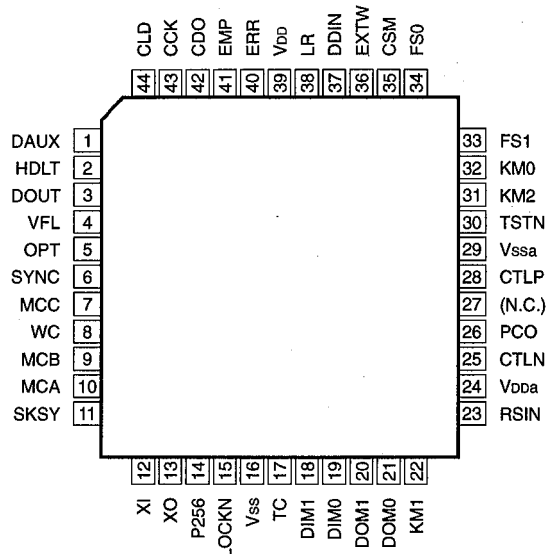 CLD CCK CDO EMP ERR VDD LR DDIN EXTW CSM FS0
44 43 42 41 40 39 38 37 36 35 34
DAUX 1
HDLT 2
DOUT 3
VFL 4
OPT 5
SYNC 6
MCC 7
WC 8
MCB 9
MCA 10
SKSY 11
33 FS1
32 KM0
31 KM2
30 TSTN
29 Vssa
28 CTLP
27 (N.C.)
26 PCO
25 CTLN
24 VDDa
23 RSIN
12 13 14 15 16 17 18 19 20 21 22
XI XO P256 LOCKN Vss TC DIM1 DIM0 DOM1 DOM0 KM1